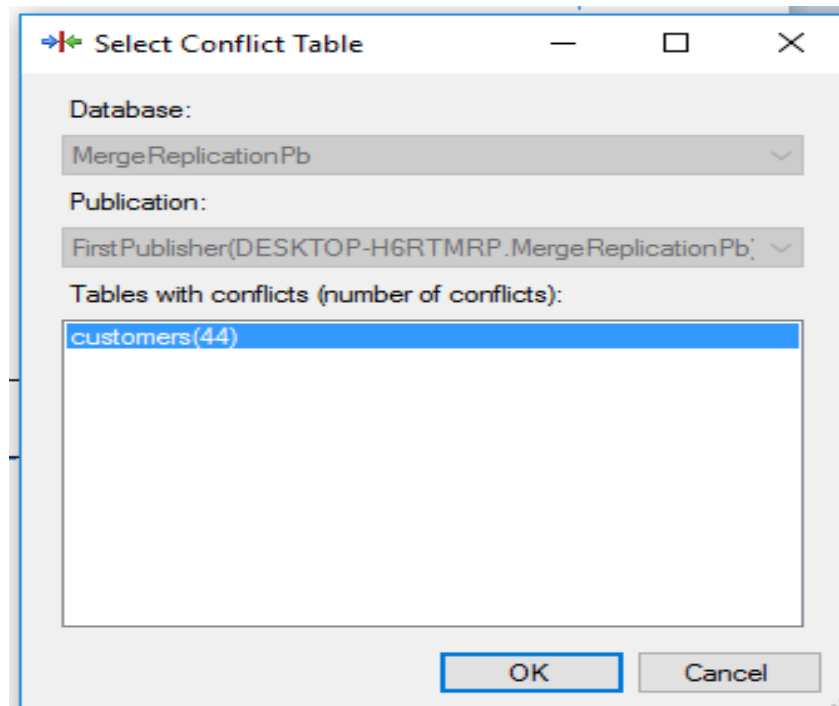 Select Conflict Table
Database:
MergeReplicationPb
Publication:
FirstPublisher(DESKTOP-H6RTMRP.MergeReplicationPb)
Tables with conflicts (number of conflicts):
customers(44)
OK Cancel